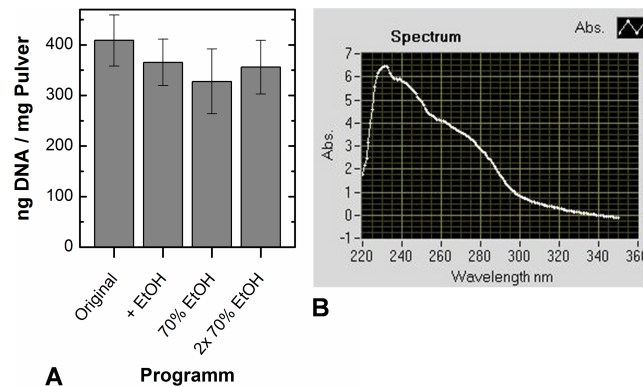 ng DNA / mg Pulver
400
300
200
100
0
Original
+ EtOH
70% EtOH
2x 70% EtOH
Programm
A
Abs.
Spectrum
Abs.
7
6
5
4
3
2
1
0
-1
220 240 260 280 300 320 340 360
Wavelength nm
B